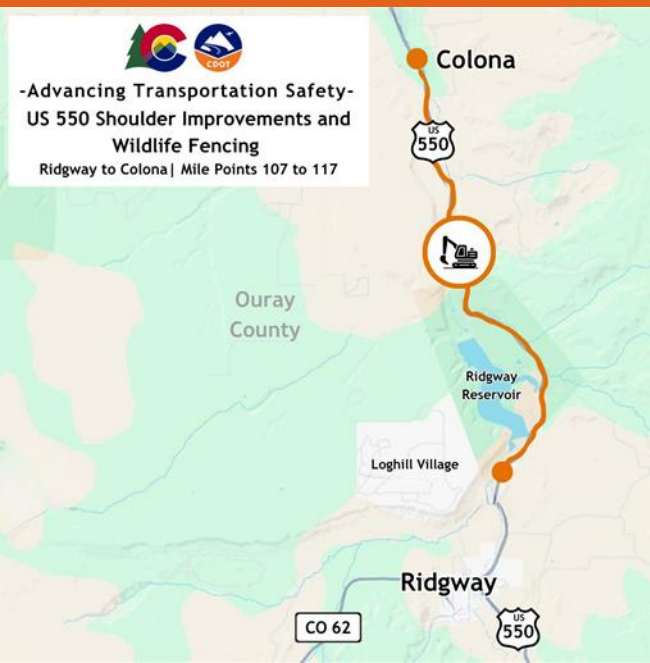 CDOT
-Advancing Transportation Safety-
US 550 Shoulder Improvements and
Wildlife Fencing
Ridgway to Colona| Mile Points 107 to 117
Colona
US
550
Ouray
County
Ridgway
Reservoir
Loghill Village
Ridgway
CO 62
US
550